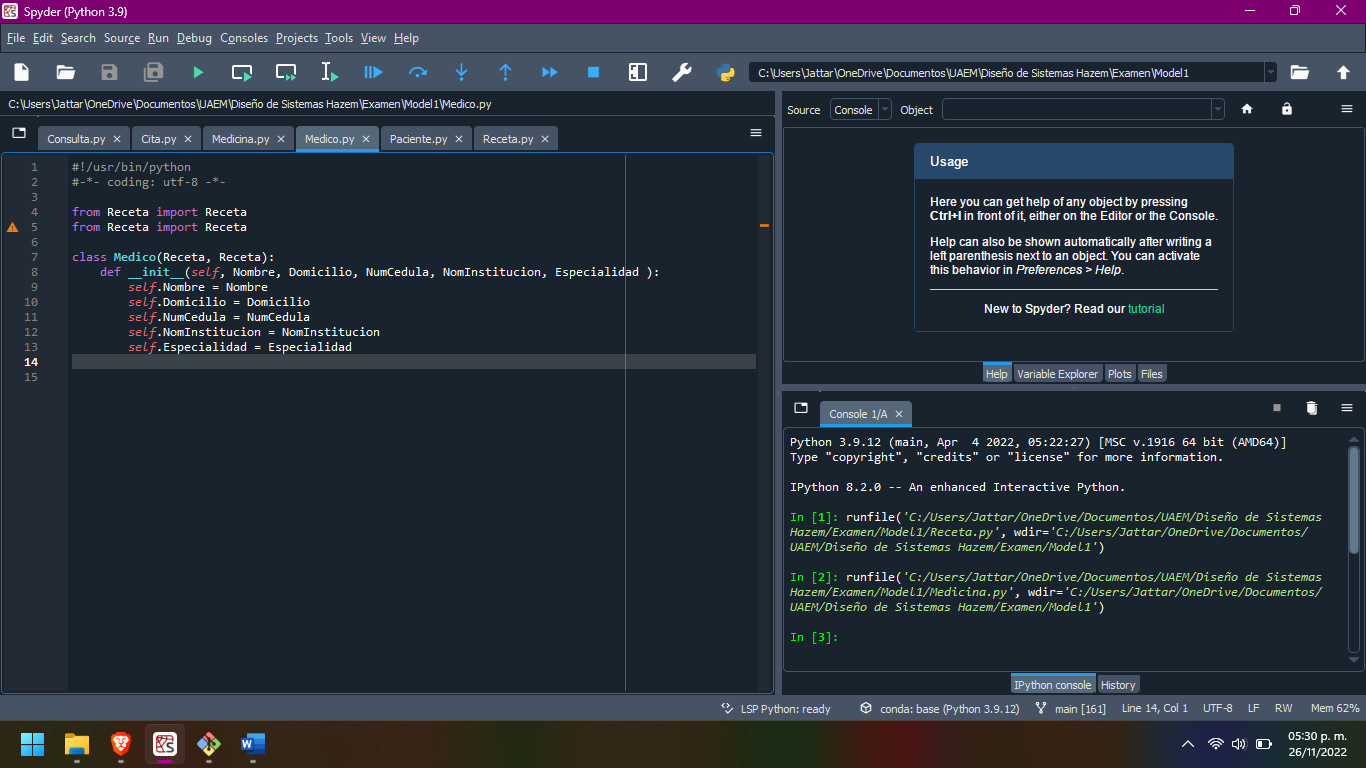 Spyder (Python 3.9)
File Edit Search Source Run Debug Consoles Projects Tools View Help
C:\Users\Jattar\OneDrive\Documentos\UAEM\Diseño de Sistemas Hazem\Examen\Model1
C:\Users\Jattar\OneDrive\Documentos\UAEM\Diseño de Sistemas Hazem\Examen\Model1\Medico.py
Consulta.py Cita.py Medicina.py Medico.py Paciente.py Receta.py
1 #!/usr/bin/python
2 #-*- coding: utf-8 -*-
3
4 from Receta import Receta
5 from Receta import Receta
6
7 class Medico(Receta, Receta):
8     def __init__(self, Nombre, Domicilio, NumCedula, NomInstitucion, Especialidad ):
9         self.Nombre = Nombre
10         self.Domicilio = Domicilio
11         self.NumCedula = NumCedula
12         self.NomInstitucion = NomInstitucion
13         self.Especialidad = Especialidad
14
15
Source Console Object
Usage
Here you can get help of any object by pressing
Ctrl+I in front of it, either on the Editor or the Console.
Help can also be shown automatically after writing a
left parenthesis next to an object. You can activate
this behavior in Preferences > Help.
New to Spyder? Read our tutorial
Help Variable Explorer Plots Files
Console 1/A
Python 3.9.12 (main, Apr  4 2022, 05:22:27) [MSC v.1916 64 bit (AMD64)]
Type "copyright", "credits" or "license" for more information.
IPython 8.2.0 -- An enhanced Interactive Python.
In [1]: runfile('C:/Users/Jattar/OneDrive/Documentos/UAEM/Diseño de Sistemas
Hazem/Examen/Model1/Receta.py', wdir='C:/Users/Jattar/OneDrive/Documentos/
UAEM/Diseño de Sistemas Hazem/Examen/Model1')
In [2]: runfile('C:/Users/Jattar/OneDrive/Documentos/UAEM/Diseño de Sistemas
Hazem/Examen/Model1/Medicina.py', wdir='C:/Users/Jattar/OneDrive/Documentos/
UAEM/Diseño de Sistemas Hazem/Examen/Model1')
In [3]:
IPython console History
LSP Python: ready conda: base (Python 3.9.12) main [161] Line 14, Col 1 UTF-8 LF RW Mem 62%
05:30 p. m.
26/11/2022